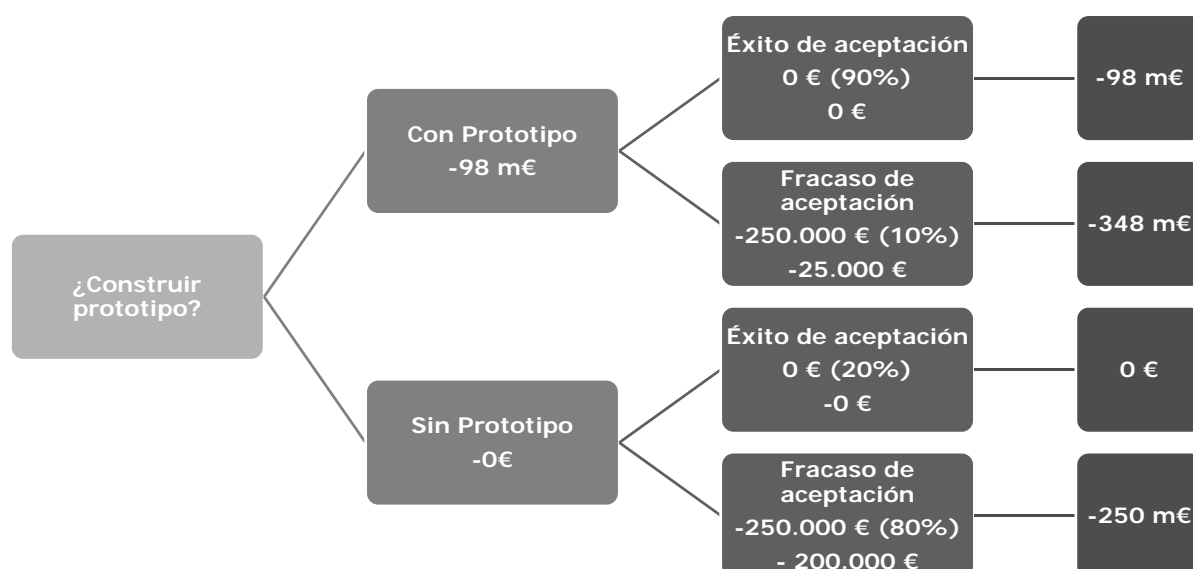 ¿Construir
prototipo?
Con Prototipo
-98 m€
Sin Prototipo
-0€
Éxito de aceptación
0 € (90%)
0 €
Fracaso de
aceptación
-250.000 € (10%)
-25.000 €
Éxito de aceptación
0 € (20%)
-0 €
Fracaso de
aceptación
-250.000 € (80%)
- 200.000 €
-98 m€
-348 m€
0 €
-250 m€